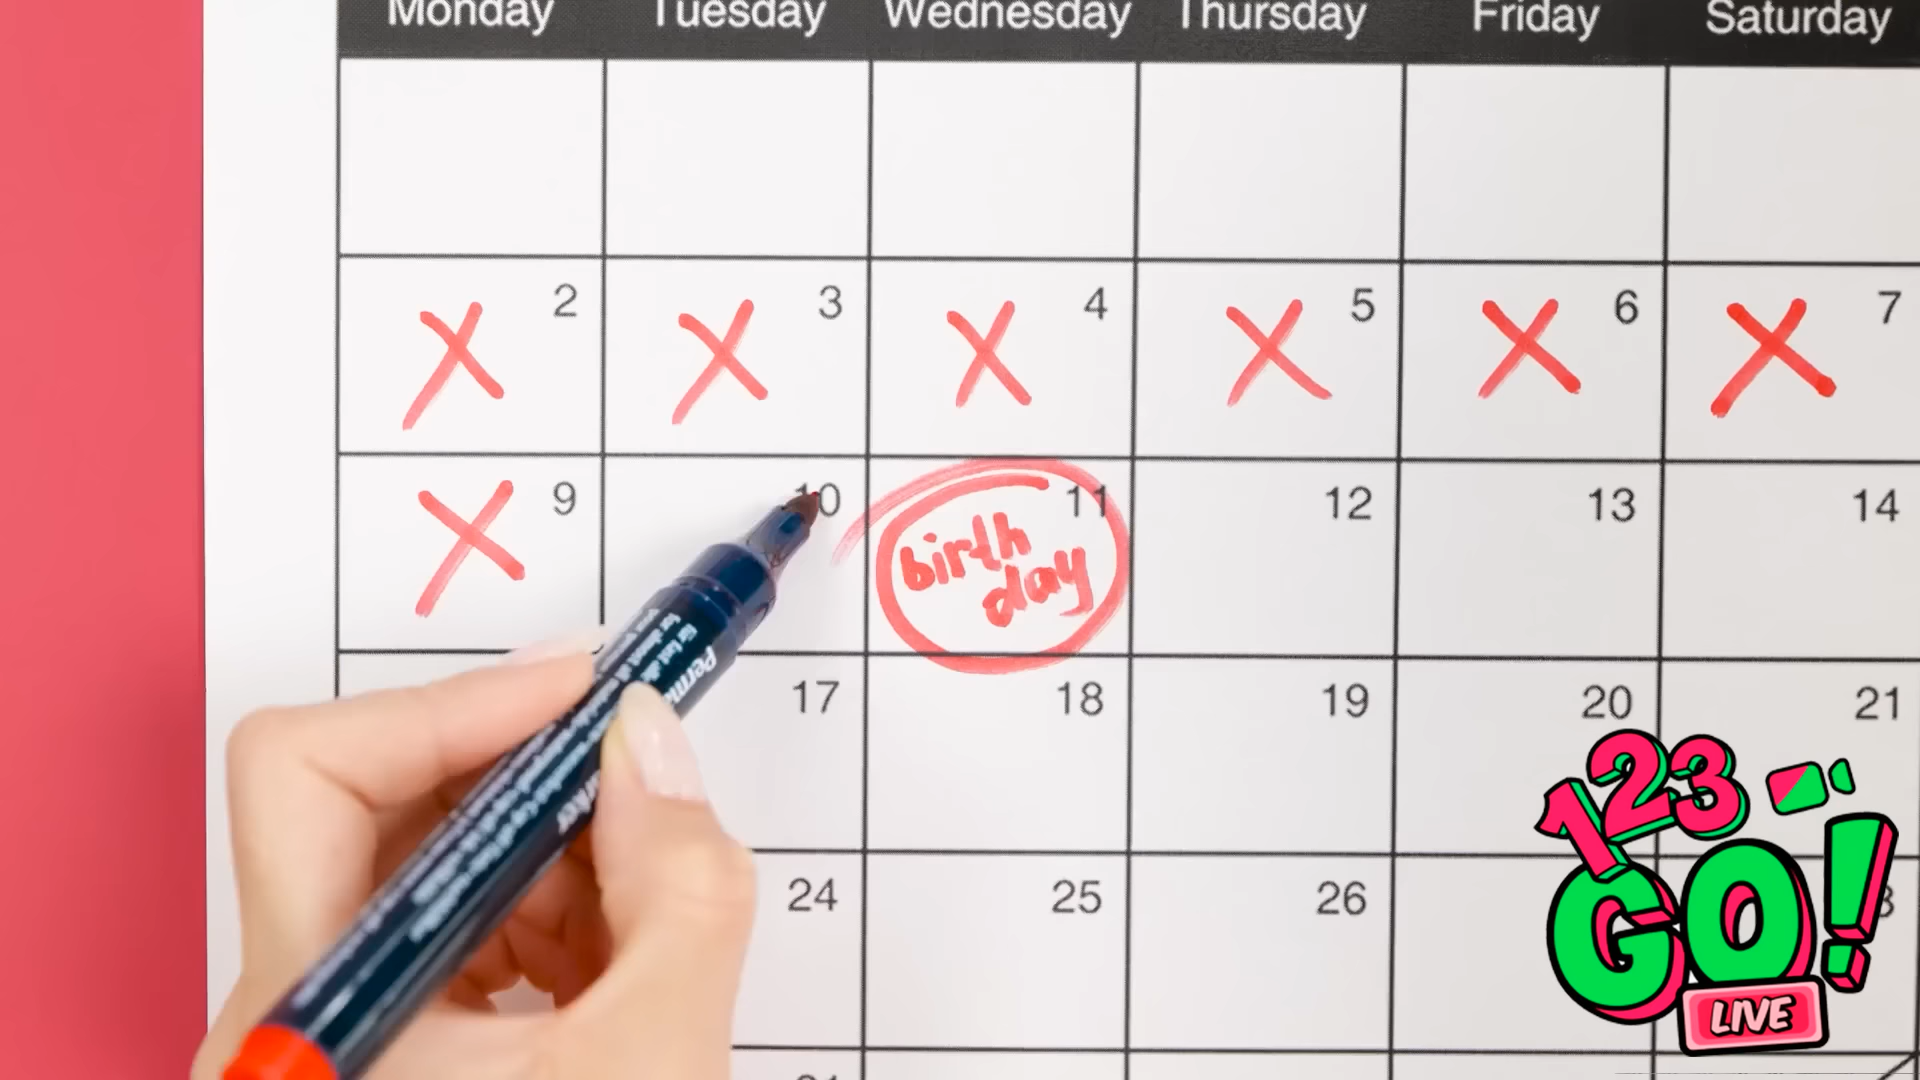 Monday Tuesday Wednesday Thursday Friday Saturday
2 3 4 5 6 7
9 10 11 12 13 14
birth
day
17 18 19 20 21
24 25 26
Perma
123
GO!
LIVE